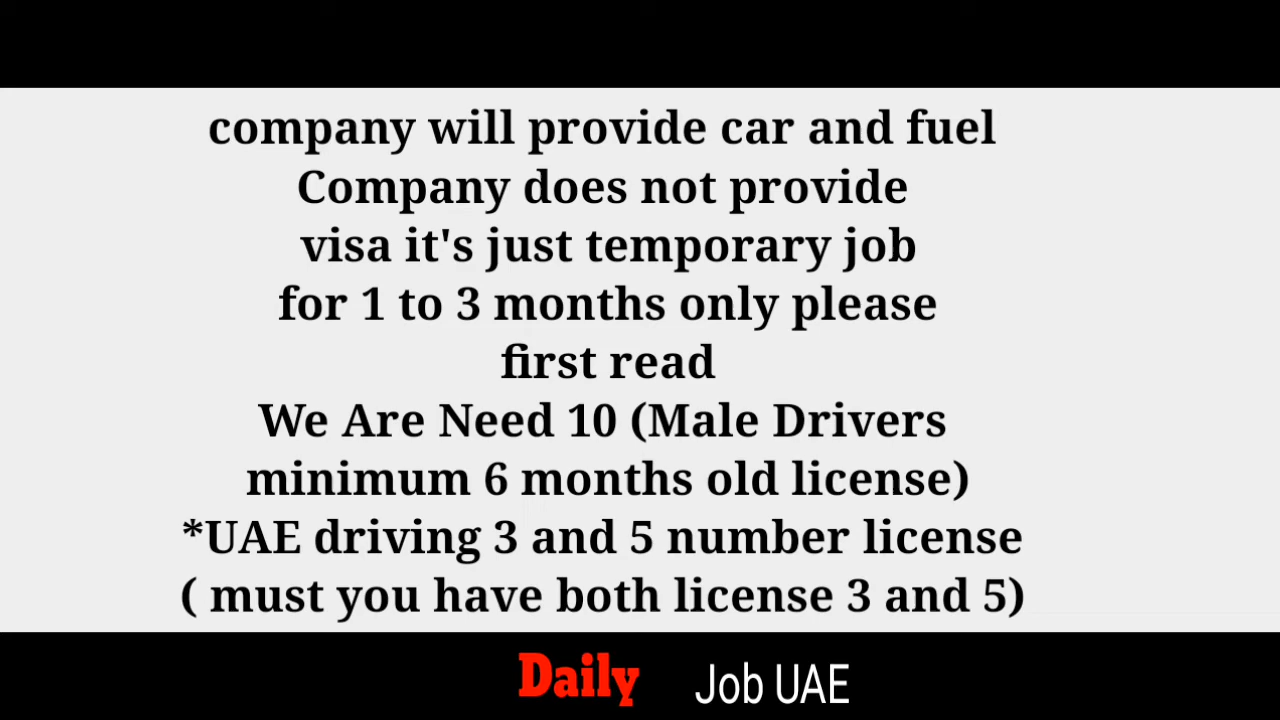 company will provide car and fuel
Company does not provide
visa it's just temporary job
for 1 to 3 months only please
first read
We Are Need 10 (Male Drivers
minimum 6 months old license)
*UAE driving 3 and 5 number license
( must you have both license 3 and 5)
Daily Job UAE